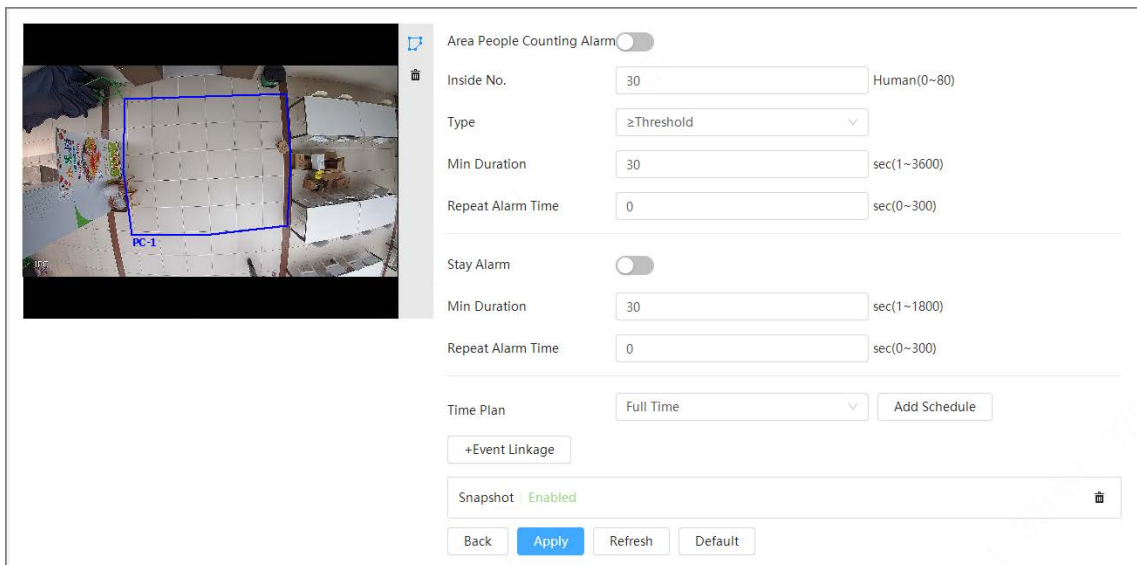 Area People Counting Alarm
Inside No. 30 Human(0~80)
Type ≥Threshold
Min Duration 30 sec(1~3600)
Repeat Alarm Time 0 sec(0~300)
PC-1
IPC
Stay Alarm
Min Duration 30 sec(1~1800)
Repeat Alarm Time 0 sec(0~300)
Time Plan Full Time Add Schedule
+Event Linkage
Snapshot Enabled
Back Apply Refresh Default